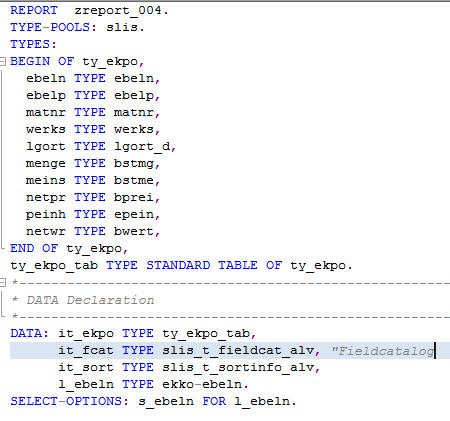 REPORT  zreport_004.
TYPE-POOLS: slis.
TYPES:
BEGIN OF ty_ekpo,
  ebeln TYPE ebeln,
  ebelp TYPE ebelp,
  matnr TYPE matnr,
  werks TYPE werks,
  lgort TYPE lgort_d,
  menge TYPE bstmg,
  meins TYPE bstme,
  netpr TYPE bprei,
  peinh TYPE epein,
  netwr TYPE bwert,
END OF ty_ekpo,
ty_ekpo_tab TYPE STANDARD TABLE OF ty_ekpo.
*----------------------------------------------------------
* DATA Declaration
*----------------------------------------------------------
DATA: it_ekpo TYPE ty_ekpo_tab,
      it_fcat TYPE slis_t_fieldcat_alv, "Fieldcatalog
      it_sort TYPE slis_t_sortinfo_alv,
      l_ebeln TYPE ekko-ebeln.
SELECT-OPTIONS: s_ebeln FOR l_ebeln.